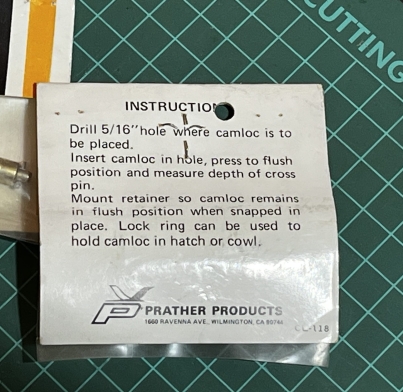 CUTTING
INSTRUCTIO
Drill 5/16" hole where camloc is to
be placed.
Insert camloc in hole, press to flush
position and measure depth of cross
pin.
Mount retainer so camloc remains
in flush position when snapped in
place. Lock ring can be used to
hold camloc in hatch or cowl.
PRATHER PRODUCTS
1660 RAVENNA AVE., WILMINGTON, CA 90744
CL-118